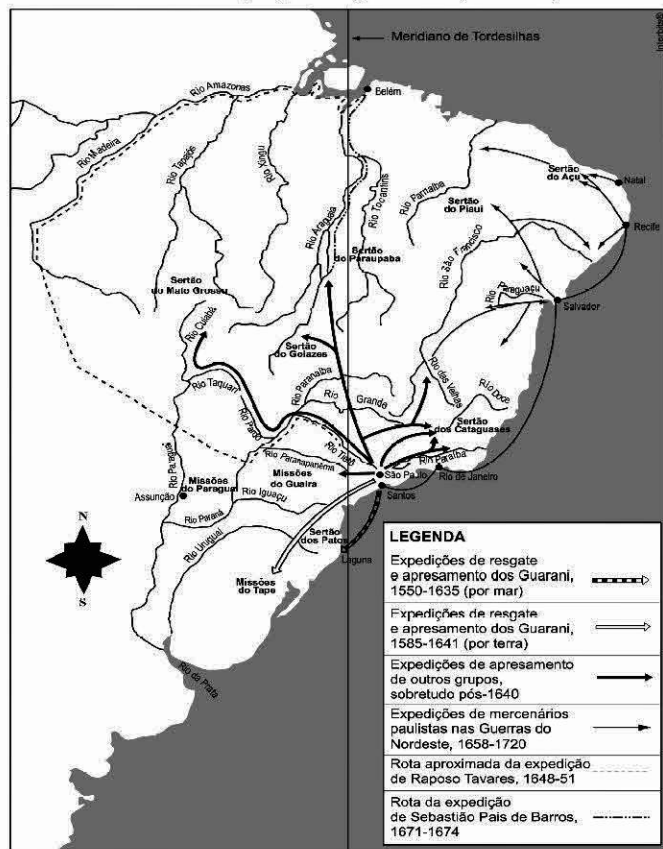 Meridiano de Tordesilhas
Interbits®
Rio Amazonas
Belém
Rio Madeira
Rio Tapajós
Rio Xingu
Rio Araguaia
Rio Tocantins
Rio Parnaíba
Sertão
do Açu
Natal
Sertão
do Piauí
Recife
Rio São Francisco
Sertão
do Paraupaba
Sertão
do Mato Grosso
Rio
Paraguaçu
Salvador
Rio Cuiabá
Sertão
do Goiazes
Rio Taquari
Rio Paranaíba
Rio
Grande
Rio das Velhas
Rio Doce
Sertão
dos Cataguases
Rio Pardo
Rio Tietê
Rio Paraíba
Rio Paraguai
Rio Paranapanema
São Paulo
Rio de Janeiro
Missões
do Paraguai
Missões
do Guaira
Santos
Assunção
Rio Iguaçu
Rio Paraná
Sertão
dos Patos
Rio Uruguai
Laguna
Missões
do Tape
Rio da Prata
N
S
LEGENDA
Expedições de resgate
e apresamento dos Guarani,
1550-1635 (por mar)
Expedições de resgate
e apresamento dos Guarani,
1585-1641 (por terra)
Expedições de apresamento
de outros grupos,
sobretudo pós-1640
Expedições de mercenários
paulistas nas Guerras do
Nordeste, 1658-1720
Rota aproximada da expedição
de Raposo Tavares, 1648-51
Rota da expedição
de Sebastião Pais de Barros,
1671-1674